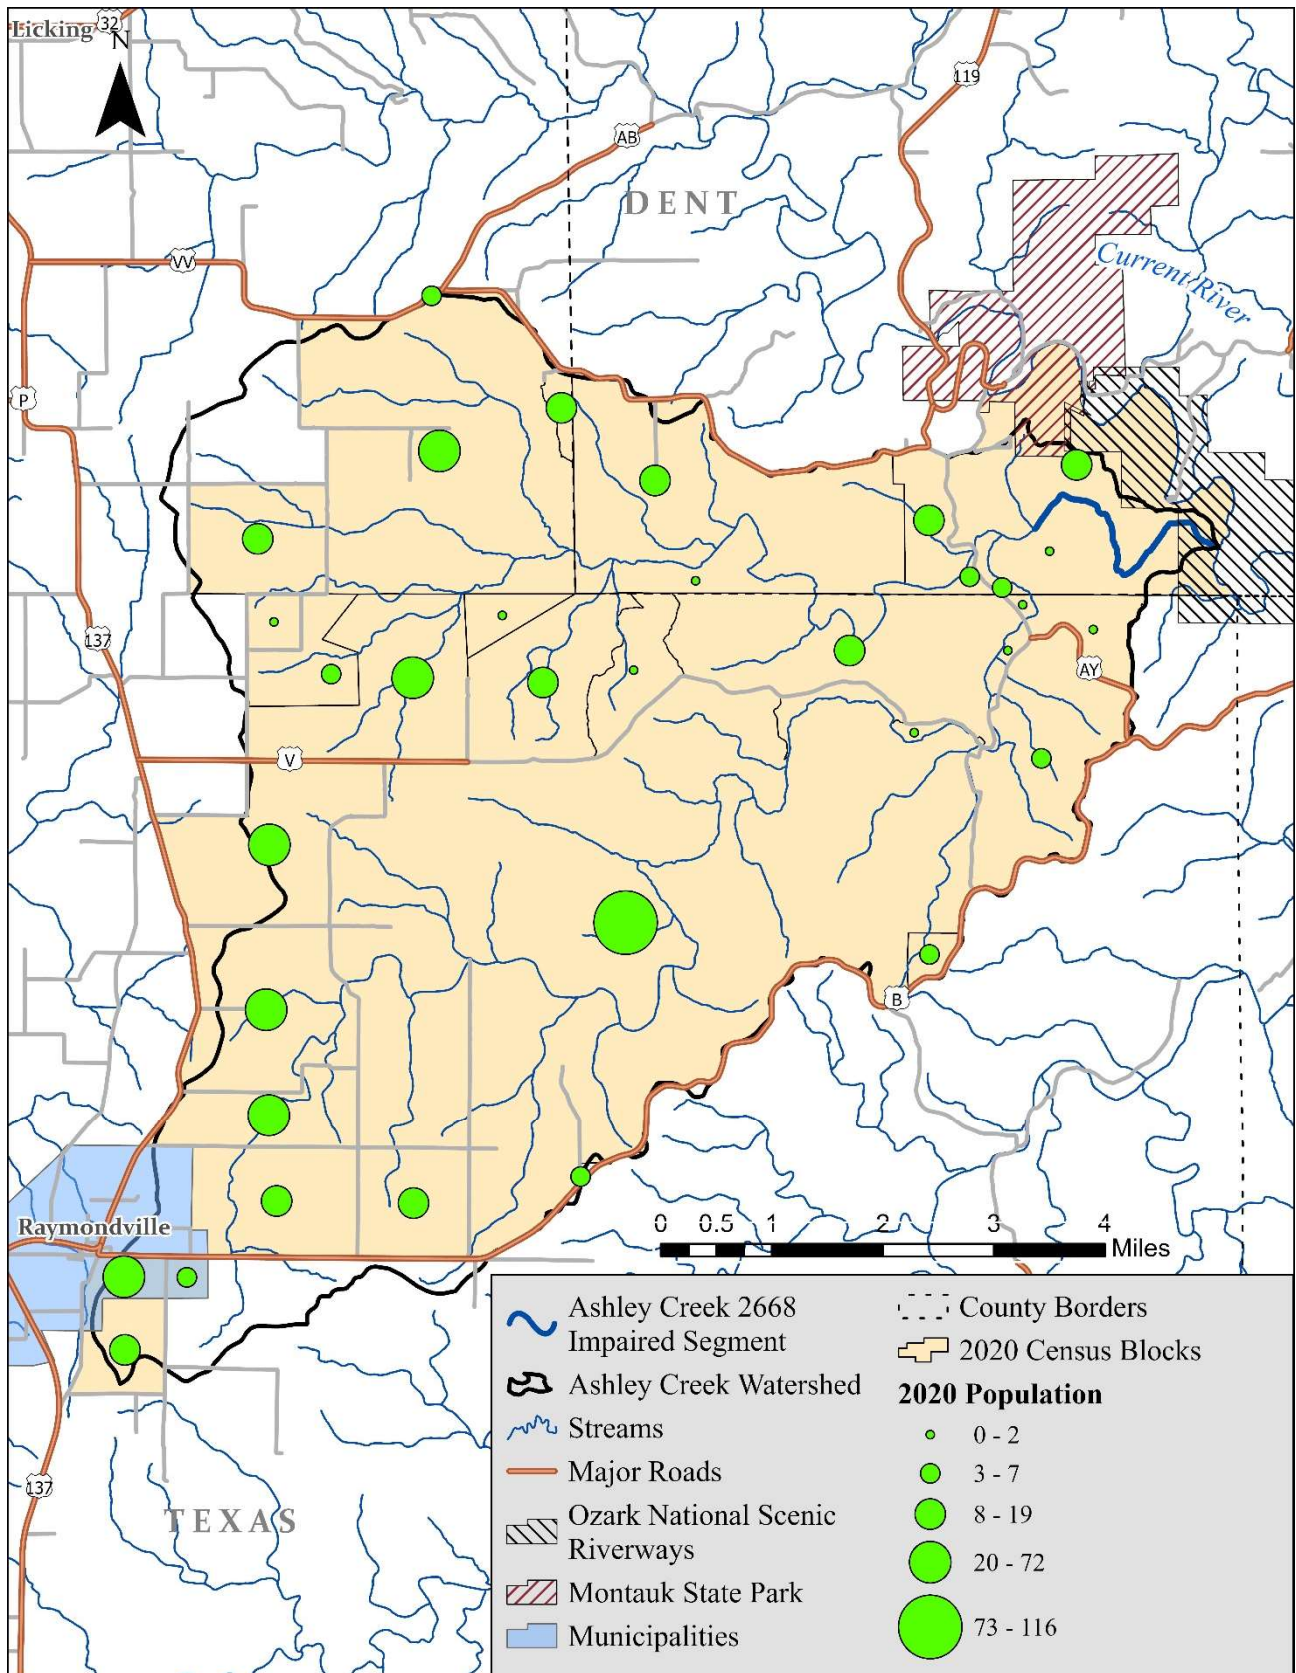 Licking
32
N
119
AB
DENT
VV
Current River
P
137
AY
V
B
Raymondville
0 0.5 1 2 3 4
Miles
137
TEXAS
Ashley Creek 2668
Impaired Segment
Ashley Creek Watershed
Streams
Major Roads
Ozark National Scenic
Riverways
Montauk State Park
Municipalities
County Borders
2020 Census Blocks
2020 Population
0 - 2
3 - 7
8 - 19
20 - 72
73 - 116